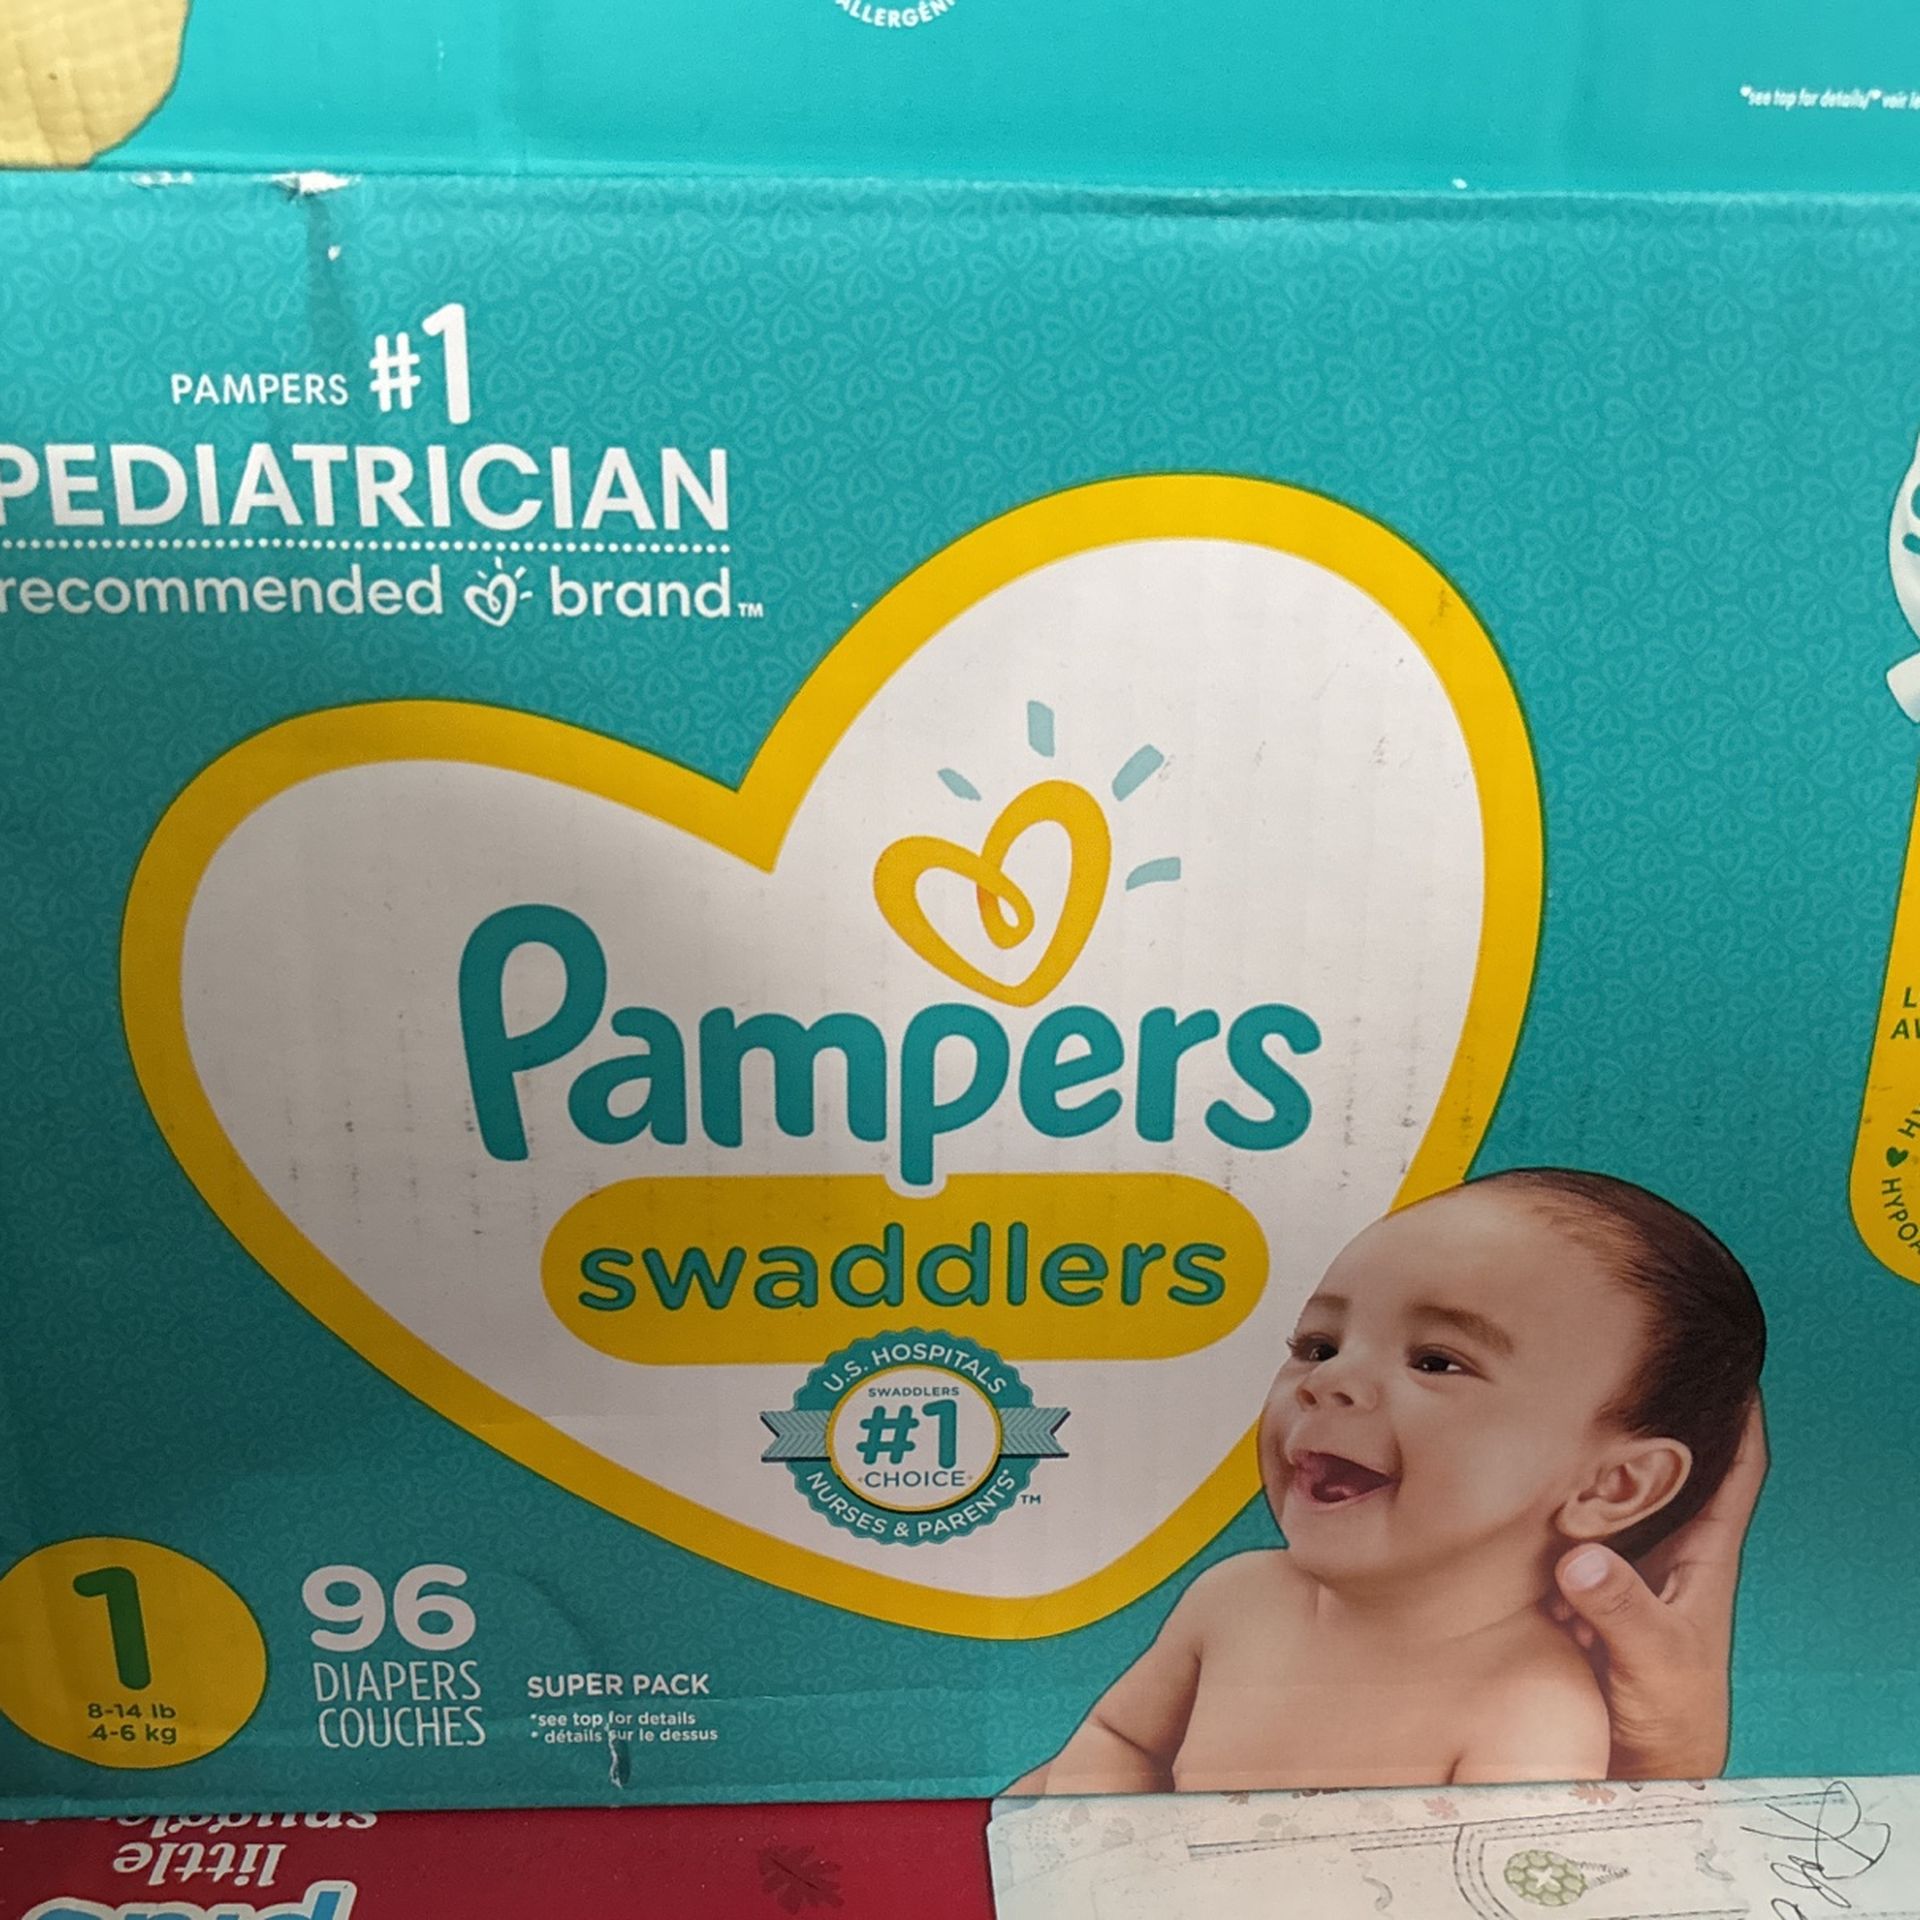 *see top for details/* voir le
PAMPERS #1
PEDIATRICIAN
recommended brand™
Pampers
swaddlers
U.S. HOSPITALS
SWADDLERS
#1
CHOICE
NURSES & PARENTS*
™
1
8-14 lb
4-6 kg
96
DIAPERS
COUCHES
SUPER PACK
*see top for details
* détails sur le dessus
little